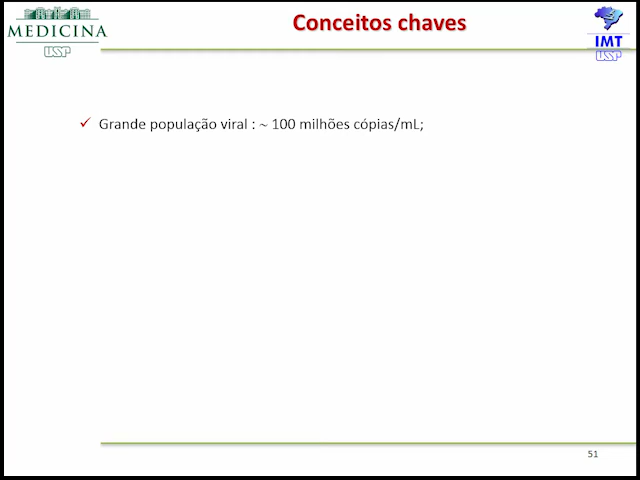 MEDICINA
USP
Conceitos chaves
IMT
USP
Grande população viral : ~ 100 milhões cópias/mL;
51